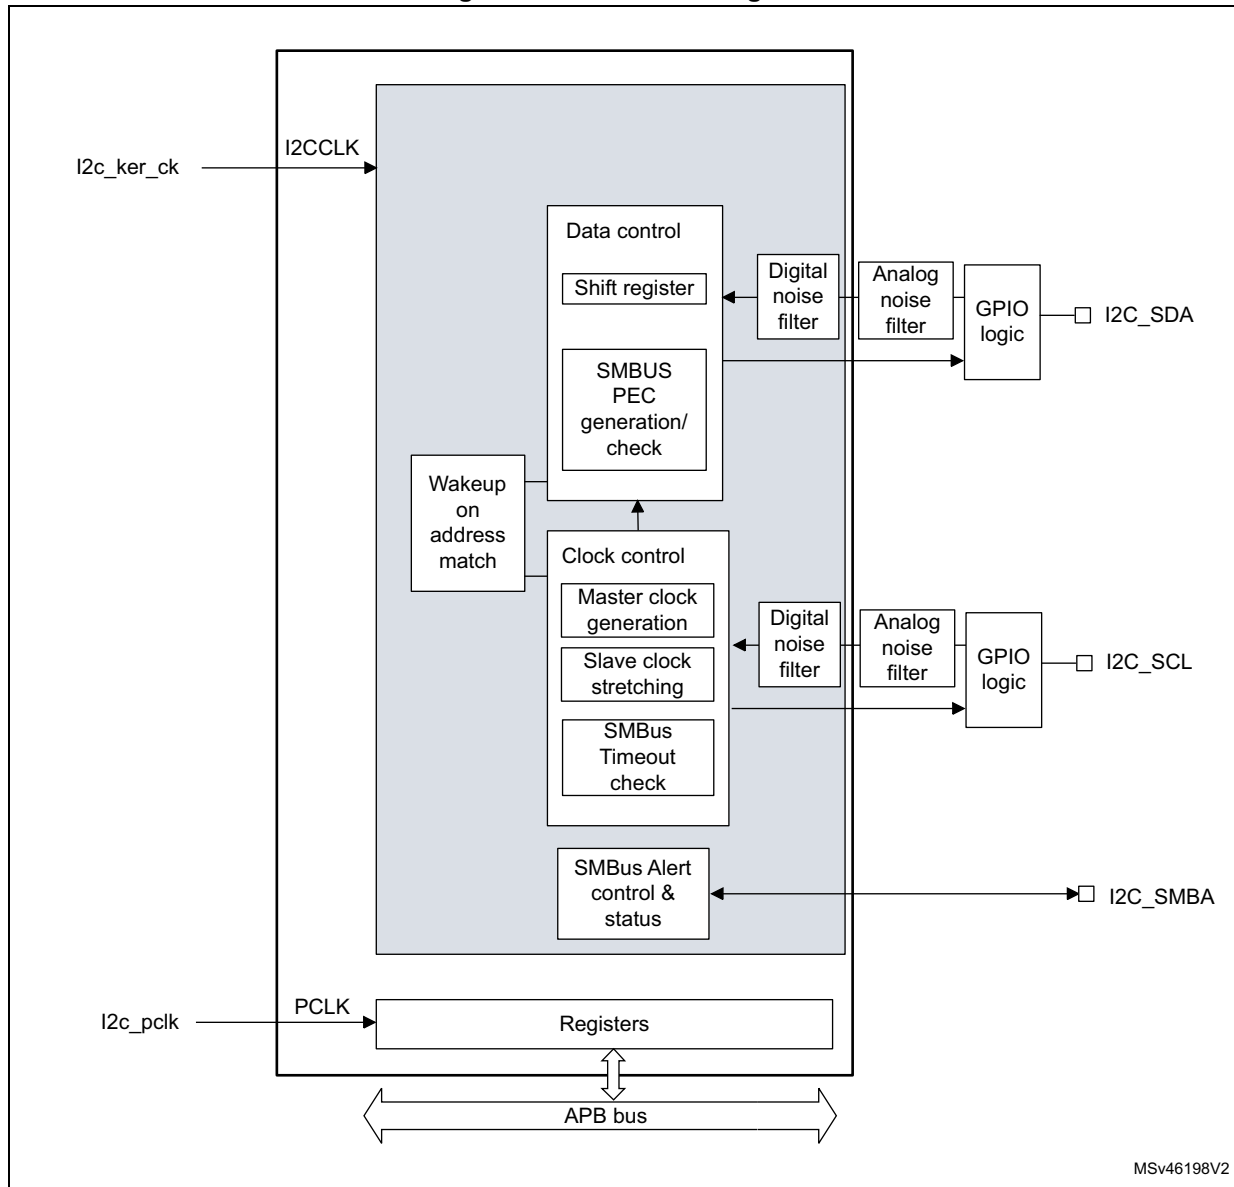 I2CCLK
I2c_ker_ck
Data control
Shift register
SMBUS
PEC
generation/
check
Digital
noise
filter
Analog
noise
filter
GPIO
logic
I2C_SDA
Wakeup
on
address
match
Clock control
Master clock
generation
Slave clock
stretching
SMBus
Timeout
check
Digital
noise
filter
Analog
noise
filter
GPIO
logic
I2C_SCL
SMBus Alert
control &
status
I2C_SMBA
PCLK
I2c_pclk
Registers
APB bus
MSv46198V2